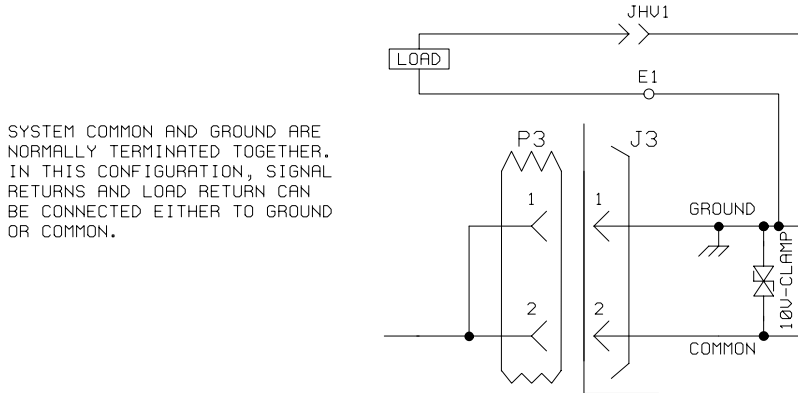 JHV1
LOAD
E1
SYSTEM COMMON AND GROUND ARE
NORMALLY TERMINATED TOGETHER.
IN THIS CONFIGURATION, SIGNAL
RETURNS AND LOAD RETURN CAN
BE CONNECTED EITHER TO GROUND
OR COMMON.
P3
J3
1
1
GROUND
10V-CLAMP
2
2
COMMON